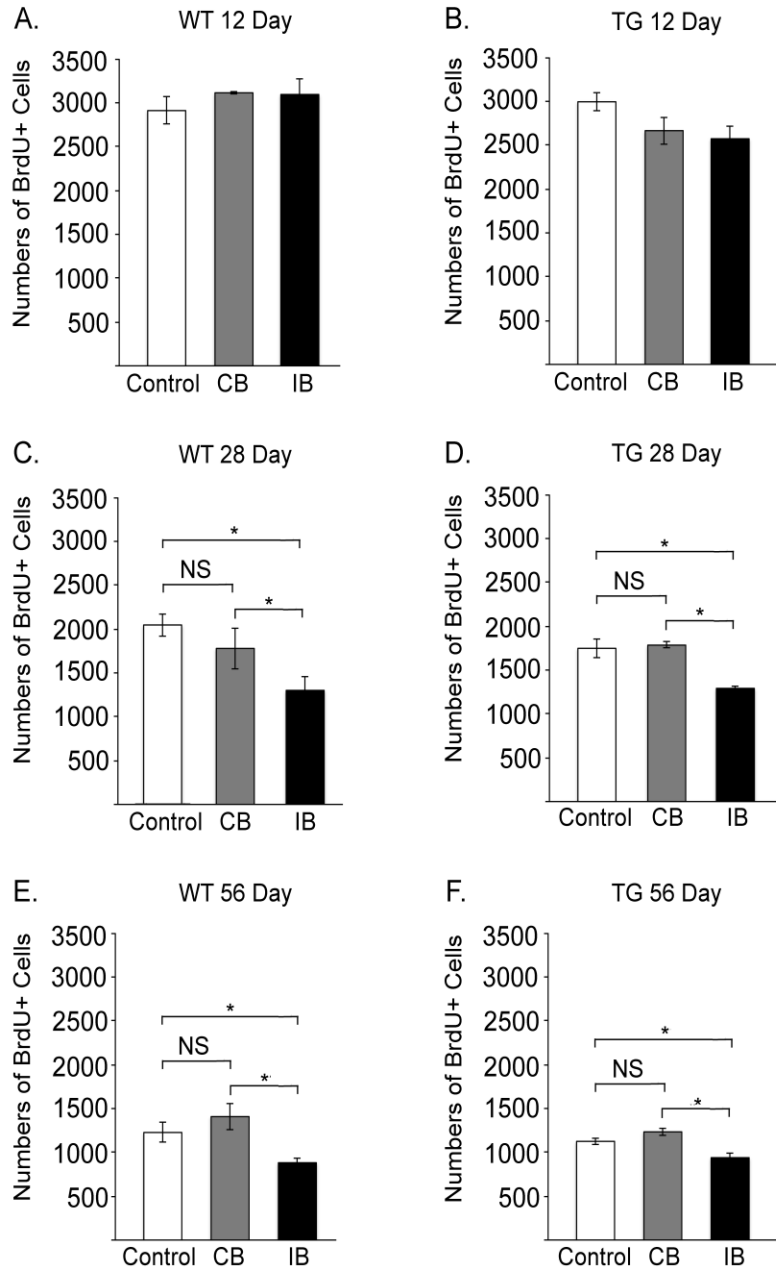 A.
WT 12 Day
Numbers of BrdU+ Cells
3500
3000
2500
2000
1500
1000
500
Control CB IB
B.
TG 12 Day
Numbers of BrdU+ Cells
3500
3000
2500
2000
1500
1000
500
Control CB IB
C.
WT 28 Day
Numbers of BrdU+ Cells
3500
3000
2500
2000
1500
1000
500
*
NS
*
Control CB IB
D.
TG 28 Day
Numbers of BrdU+ Cells
3500
3000
2500
2000
1500
1000
500
*
NS
*
Control CB IB
E.
WT 56 Day
Numbers of BrdU+ Cells
3500
3000
2500
2000
1500
1000
500
*
NS
*
Control CB IB
F.
TG 56 Day
Numbers of BrdU+ Cells
3500
3000
2500
2000
1500
1000
500
*
NS
*
Control CB IB